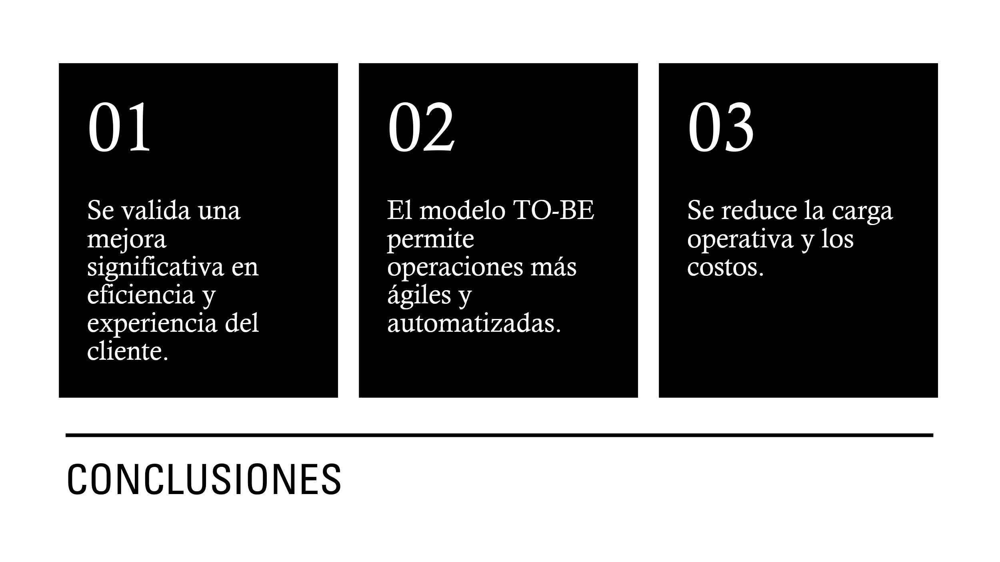 01
Se valida una
mejora
significativa en
eficiencia y
experiencia del
cliente.
02
El modelo TO-BE
permite
operaciones más
ágiles y
automatizadas.
03
Se reduce la carga
operativa y los
costos.
CONCLUSIONES